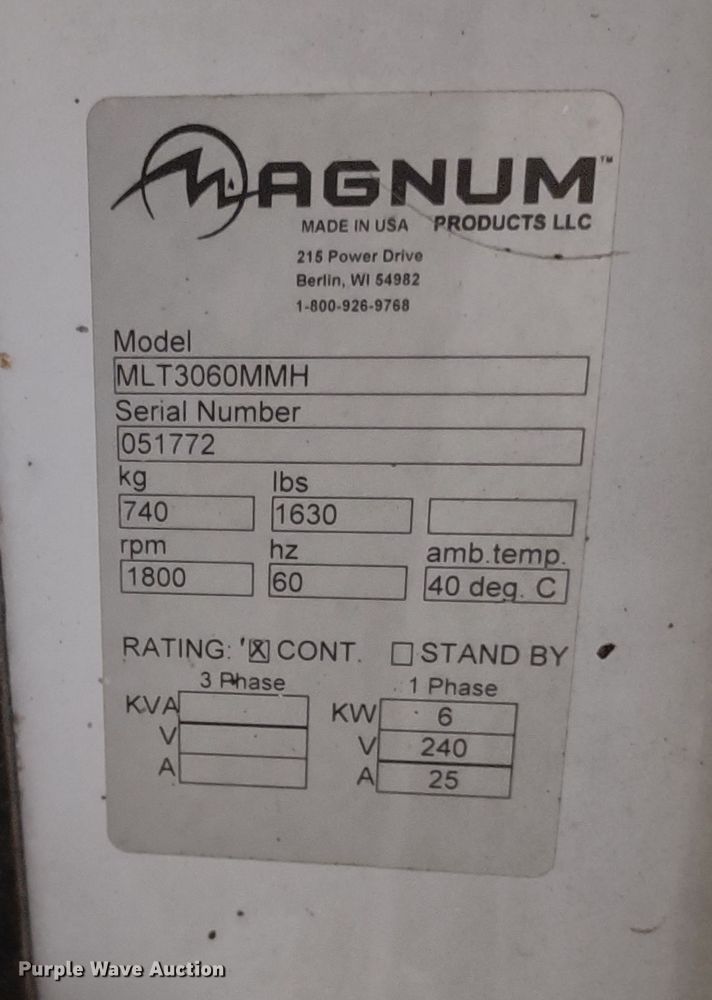 MAGNUM™
MADE IN USA PRODUCTS LLC
215 Power Drive
Berlin, WI 54982
1-800-926-9768
Model
MLT3060MMH
Serial Number
051772
kg lbs
740 1630
rpm hz amb.temp.
1800 60 40 deg. C
RATING: X CONT. STAND BY
3 Phase 1 Phase
KVA KW 6
V V 240
A A 25
Purple Wave Auction